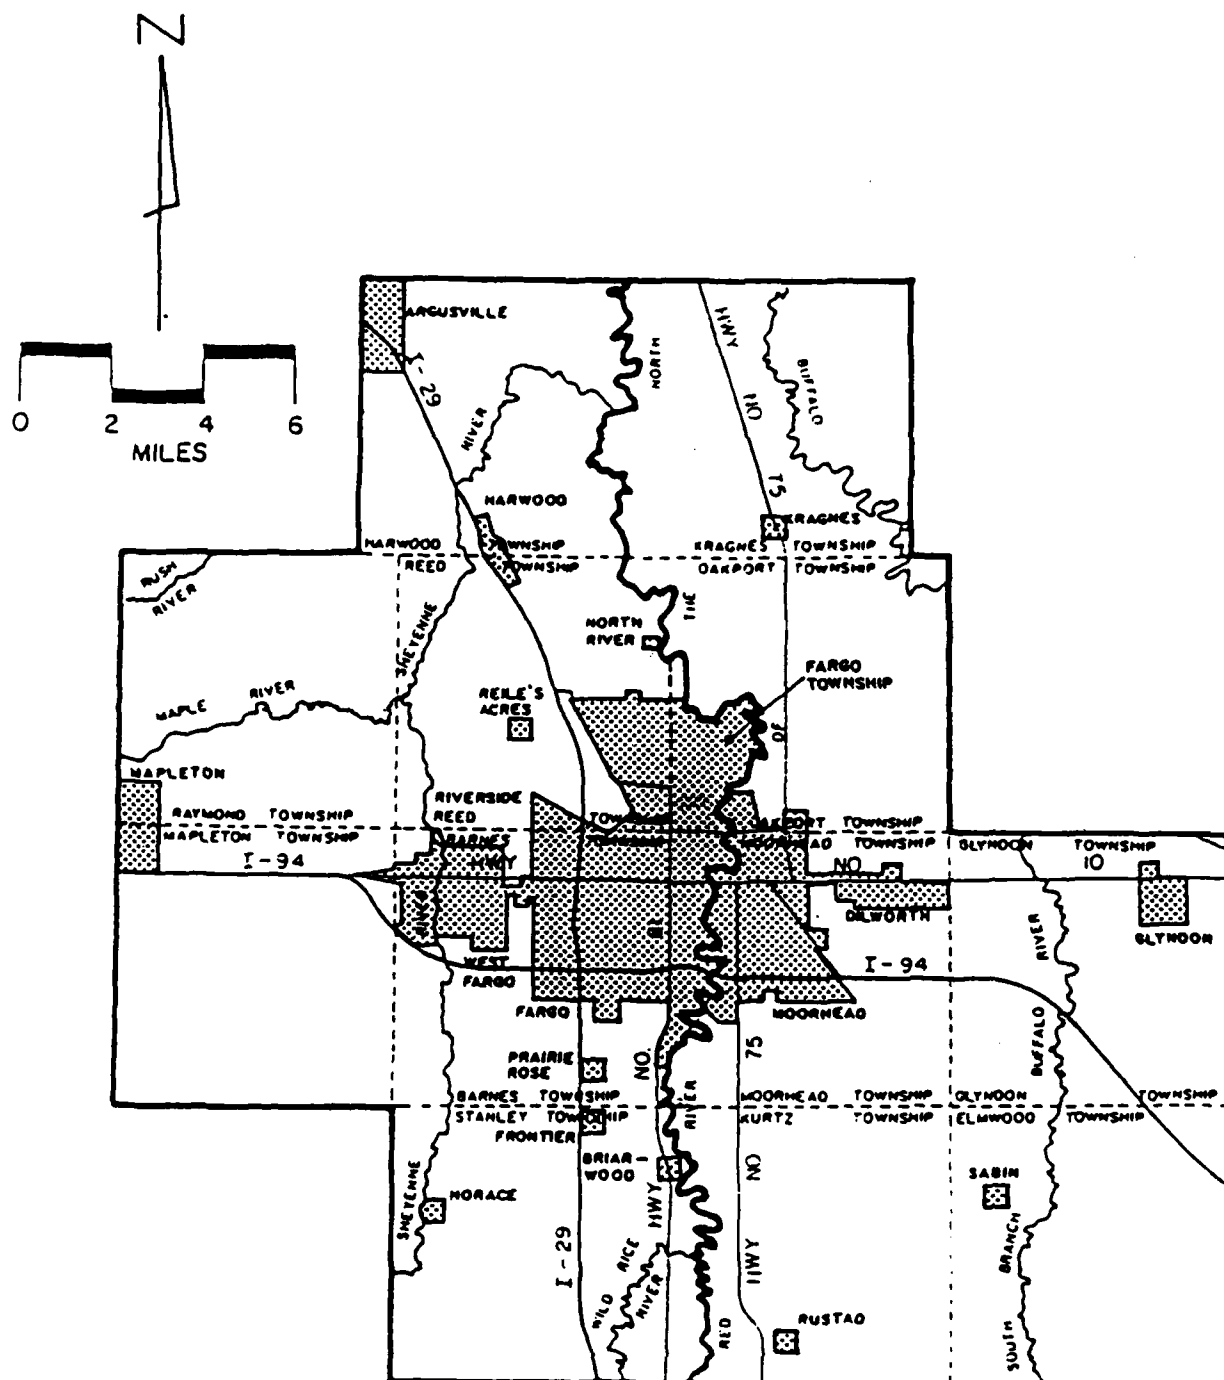 N
0 2 4 6
MILES
ARGUSVILLE
I-29
RIVER
NORTH
HWY
NO
75
BUFFALO
HARWOOD
KRAGNES
HARWOOD TOWNSHIP
KRAGNES TOWNSHIP
REED TOWNSHIP
OAKPORT TOWNSHIP
RUSH
RIVER
SHEYENNE
NORTH
RIVER
THE
FARGO
TOWNSHIP
MAPLE RIVER
REILE'S
ACRES
OF
MAPLETON
RIVERSIDE
RAYMOND TOWNSHIP
REED TOWNSHIP
OAKPORT TOWNSHIP
MAPLETON TOWNSHIP
BARNES TOWNSHIP
MOORHEAD TOWNSHIP
GLYNDON TOWNSHIP
I-94
HWY
NO
10
RIVER
DILWORTH
GLYNDON
WEST
FARGO
I-94
RIVER
FARGO
MOORHEAD
BUFFALO
PRAIRIE
ROSE
NO.
75
BARNES TOWNSHIP
MOORHEAD TOWNSHIP
GLYNDON TOWNSHIP
STANLEY TOWNSHIP
KURTZ TOWNSHIP
ELMWOOD TOWNSHIP
RIVER
FRONTIER
BRIAR-
WOOD
NO
SABIN
HORACE
SHEYENNE
HWY
BRANCH
I-29
WILD RICE
RIVER
HWY
RED
RUSTAD
SOUTH